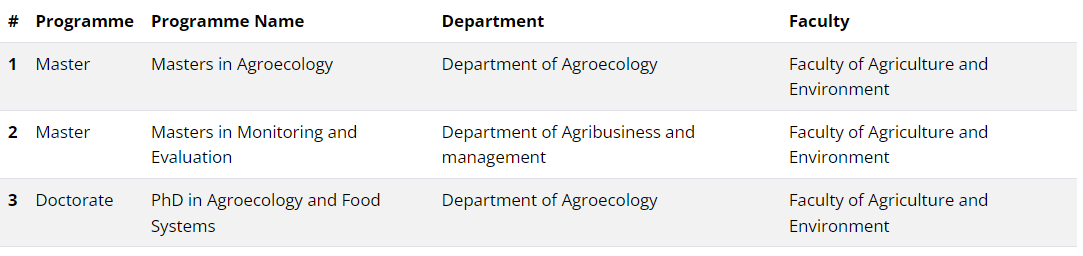 # Programme Programme Name Department Faculty
1 Master Masters in Agroecology Department of Agroecology Faculty of Agriculture and
Environment
2 Master Masters in Monitoring and Department of Agribusiness and Faculty of Agriculture and
Evaluation management Environment
3 Doctorate PhD in Agroecology and Food Department of Agroecology Faculty of Agriculture and
Systems Environment